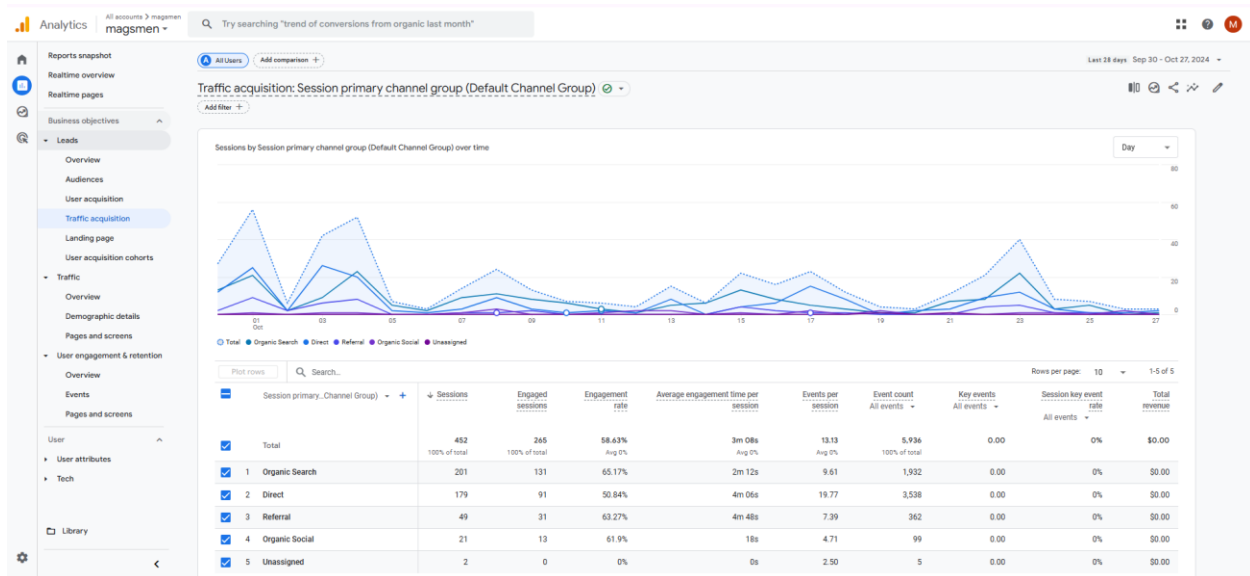 All accounts > magsmen
Analytics magsmen
Try searching "trend of conversions from organic last month"
M
Reports snapshot
Realtime overview
Realtime pages
Business objectives
Leads
Overview
Audiences
User acquisition
Traffic acquisition
Landing page
User acquisition cohorts
Traffic
Overview
Demographic details
Pages and screens
User engagement & retention
Overview
Events
Pages and screens
User
User attributes
Tech
Library
A All Users Add comparison +
Last 28 days Sep 30 - Oct 27, 2024
Traffic acquisition: Session primary channel group (Default Channel Group)
Add filter +
Sessions by Session primary channel group (Default Channel Group) over time
Day
80
60
40
20
0
01 03 05 07 09 11 13 15 17 19 21 23 25 27
Oct
Total Organic Search Direct Referral Organic Social Unassigned
Plot rows Search... Rows per page: 10 1-5 of 5
Session primary...Channel Group) + ↓ Sessions Engaged sessions Engagement rate Average engagement time per session Events per session Event count All events Key events All events Session key event rate All events Total revenue
Total 452 265 58.63% 3m 08s 13.13 5,936 0.00 0% $0.00
100% of total 100% of total Avg 0% Avg 0% Avg 0% 100% of total
1 Organic Search 201 131 65.17% 2m 12s 9.61 1,932 0.00 0% $0.00
2 Direct 179 91 50.84% 4m 06s 19.77 3,538 0.00 0% $0.00
3 Referral 49 31 63.27% 4m 48s 7.39 362 0.00 0% $0.00
4 Organic Social 21 13 61.9% 18s 4.71 99 0.00 0% $0.00
5 Unassigned 2 0 0% 0s 2.50 5 0.00 0% $0.00